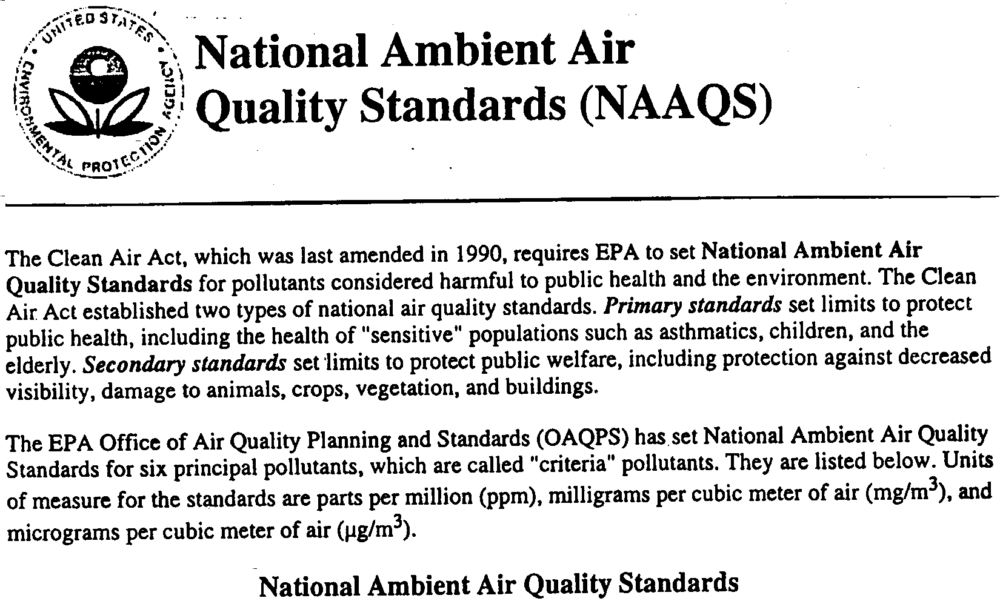 UNITED STATES
ENVIRONMENTAL PROTECTION AGENCY
National Ambient Air
Quality Standards (NAAQS)
The Clean Air Act, which was last amended in 1990, requires EPA to set National Ambient Air
Quality Standards for pollutants considered harmful to public health and the environment. The Clean
Air Act established two types of national air quality standards. Primary standards set limits to protect
public health, including the health of "sensitive" populations such as asthmatics, children, and the
elderly. Secondary standards set limits to protect public welfare, including protection against decreased
visibility, damage to animals, crops, vegetation, and buildings.
The EPA Office of Air Quality Planning and Standards (OAQPS) has set National Ambient Air Quality
Standards for six principal pollutants, which are called "criteria" pollutants. They are listed below. Units
of measure for the standards are parts per million (ppm), milligrams per cubic meter of air (mg/m³), and
micrograms per cubic meter of air (µg/m³).
National Ambient Air Quality Standards